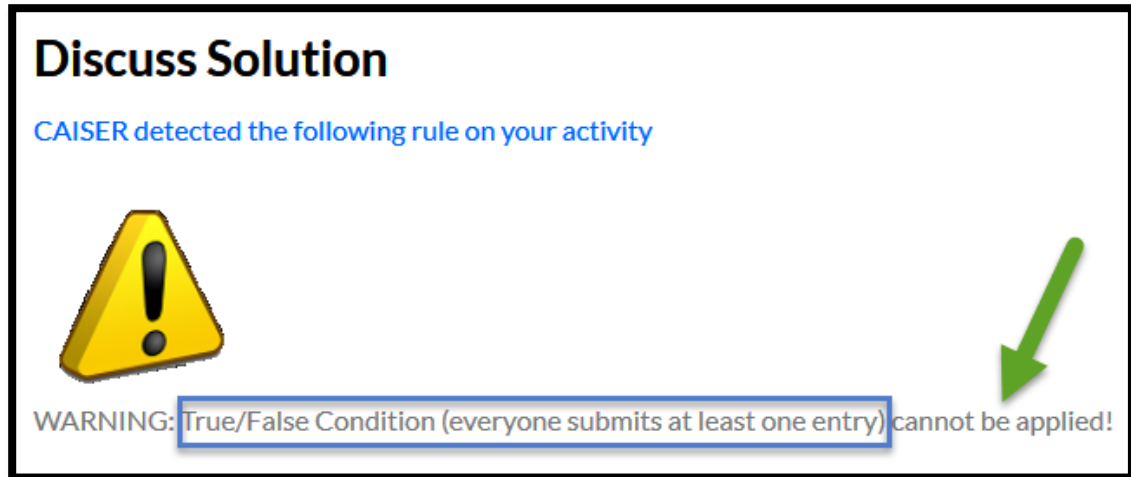 Discuss Solution
CAISER detected the following rule on your activity
WARNING: True/False Condition (everyone submits at least one entry) cannot be applied!